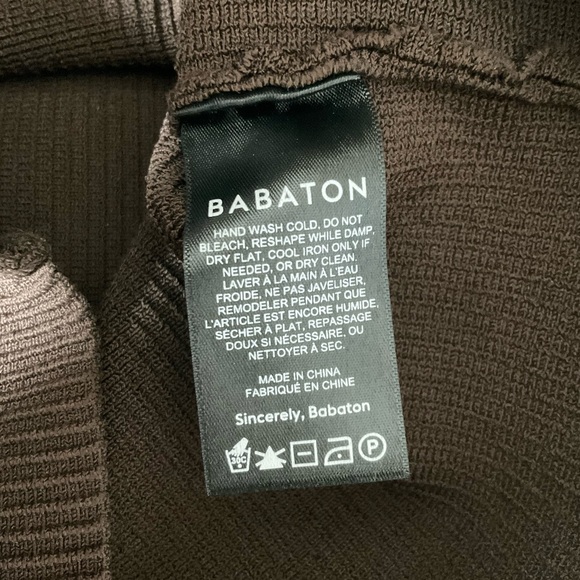 BABATON
HAND WASH COLD, DO NOT
BLEACH, RESHAPE WHILE DAMP,
DRY FLAT, COOL IRON ONLY IF
NEEDED, OR DRY CLEAN.
LAVER À LA MAIN À L'EAU
FROIDE, NE PAS JAVELISER,
REMODELER PENDANT QUE
L'ARTICLE EST ENCORE HUMIDE,
SÉCHER À PLAT, REPASSAGE
DOUX SI NÉCESSAIRE, OU
NETTOYER À SEC.
MADE IN CHINA
FABRIQUÉ EN CHINE
Sincerely, Babaton
30C P